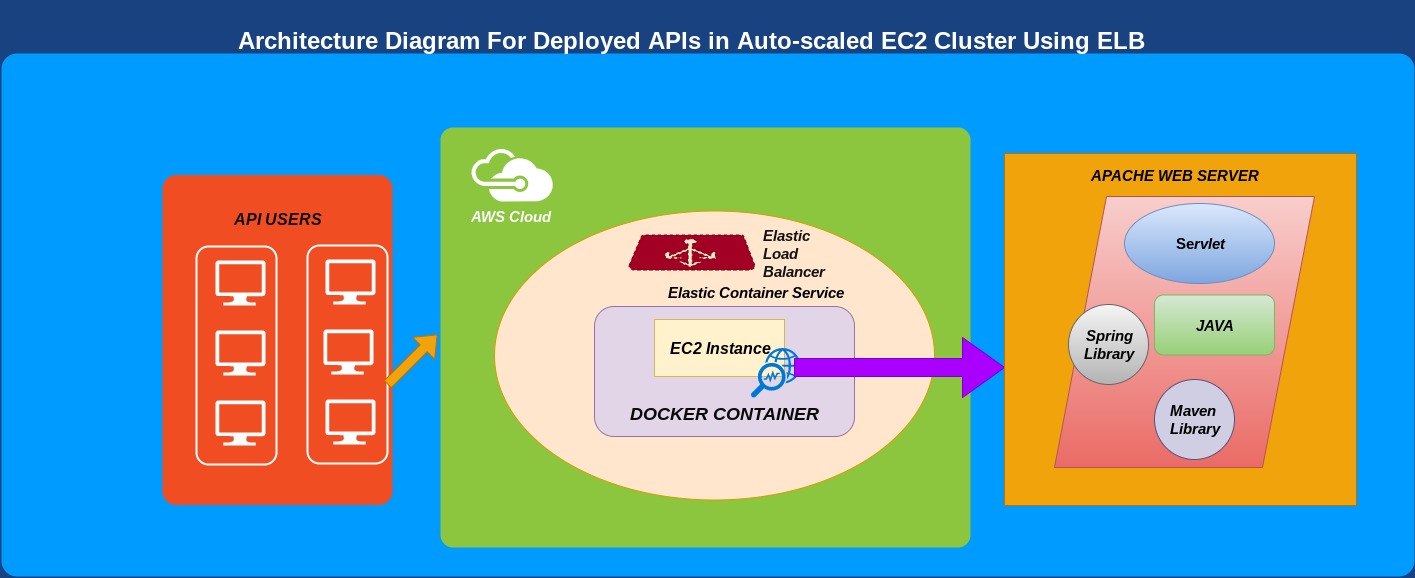 Architecture Diagram For Deployed APIs in Auto-scaled EC2 Cluster Using ELB
API USERS
AWS Cloud
Elastic
Load
Balancer
Elastic Container Service
EC2 Instance
DOCKER CONTAINER
APACHE WEB SERVER
Servlet
JAVA
Spring
Library
Maven
Library